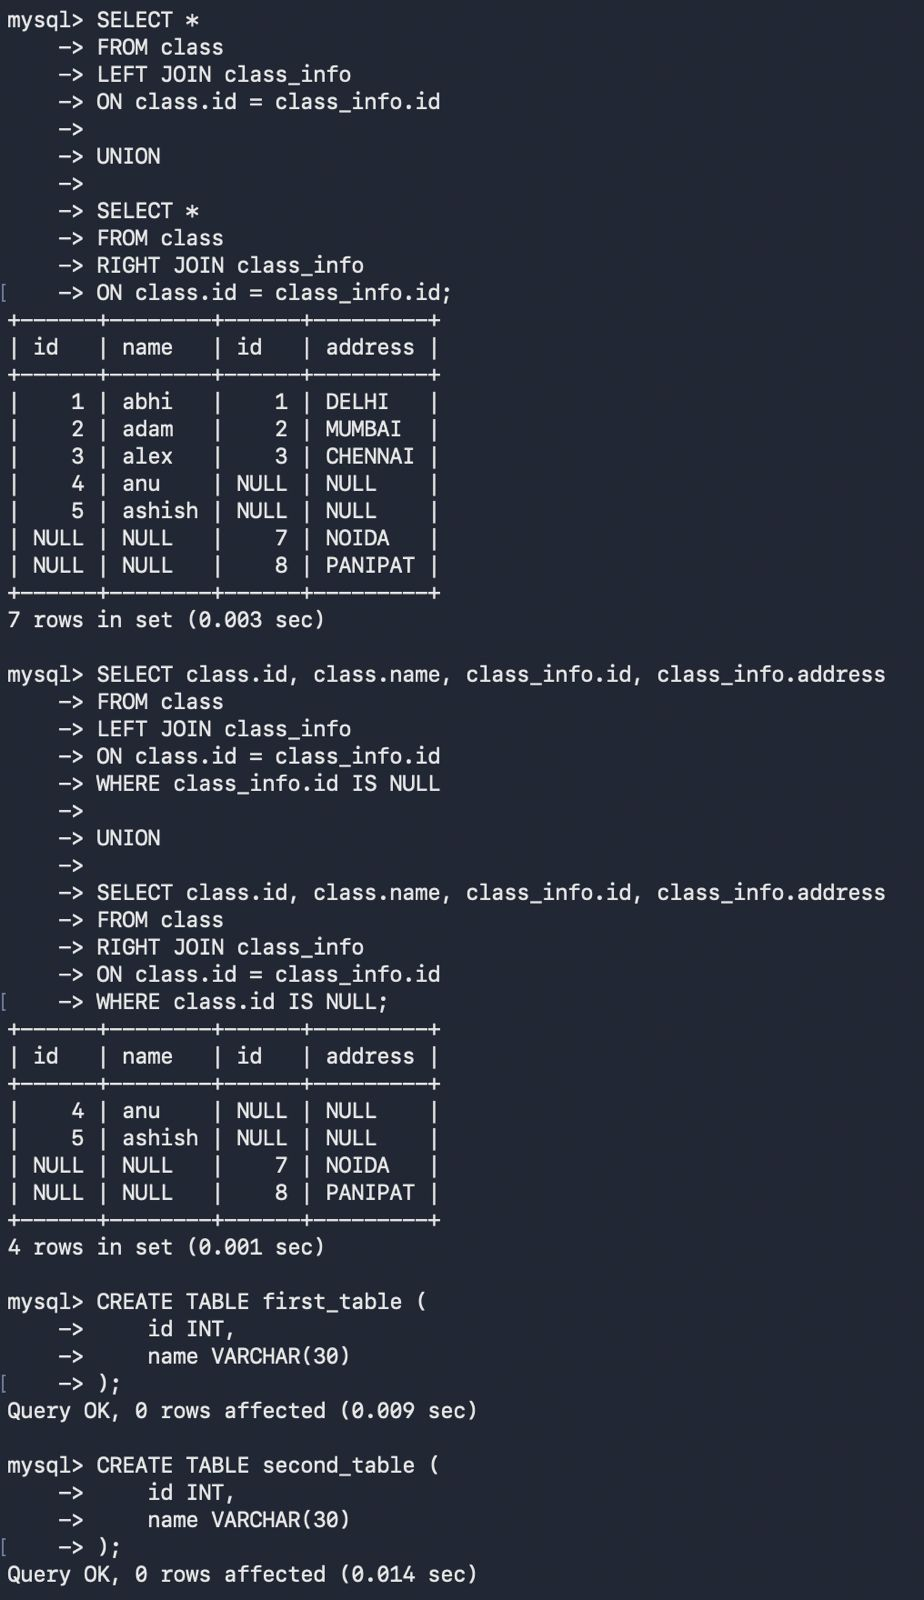 mysql> SELECT *
    -> FROM class
    -> LEFT JOIN class_info
    -> ON class.id = class_info.id
    ->
    -> UNION
    ->
    -> SELECT *
    -> FROM class
    -> RIGHT JOIN class_info
[    -> ON class.id = class_info.id;
+------+--------+------+---------+
| id   | name   | id   | address |
+------+--------+------+---------+
|    1 | abhi   |    1 | DELHI   |
|    2 | adam   |    2 | MUMBAI  |
|    3 | alex   |    3 | CHENNAI |
|    4 | anu    | NULL | NULL    |
|    5 | ashish | NULL | NULL    |
| NULL | NULL   |    7 | NOIDA   |
| NULL | NULL   |    8 | PANIPAT |
+------+--------+------+---------+
7 rows in set (0.003 sec)

mysql> SELECT class.id, class.name, class_info.id, class_info.address
    -> FROM class
    -> LEFT JOIN class_info
    -> ON class.id = class_info.id
    -> WHERE class_info.id IS NULL
    ->
    -> UNION
    ->
    -> SELECT class.id, class.name, class_info.id, class_info.address
    -> FROM class
    -> RIGHT JOIN class_info
    -> ON class.id = class_info.id
[    -> WHERE class.id IS NULL;
+------+--------+------+---------+
| id   | name   | id   | address |
+------+--------+------+---------+
|    4 | anu    | NULL | NULL    |
|    5 | ashish | NULL | NULL    |
| NULL | NULL   |    7 | NOIDA   |
| NULL | NULL   |    8 | PANIPAT |
+------+--------+------+---------+
4 rows in set (0.001 sec)

mysql> CREATE TABLE first_table (
    ->     id INT,
    ->     name VARCHAR(30)
[    -> );
Query OK, 0 rows affected (0.009 sec)

mysql> CREATE TABLE second_table (
    ->     id INT,
    ->     name VARCHAR(30)
[    -> );
Query OK, 0 rows affected (0.014 sec)